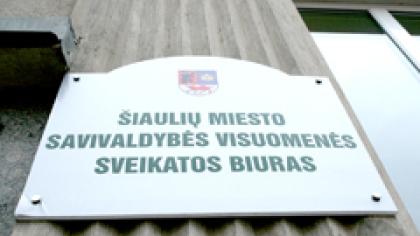 ŠIAULIŲ MIESTO
SAVIVALDYBĖS VISUOMENĖS
SVEIKATOS BIURAS